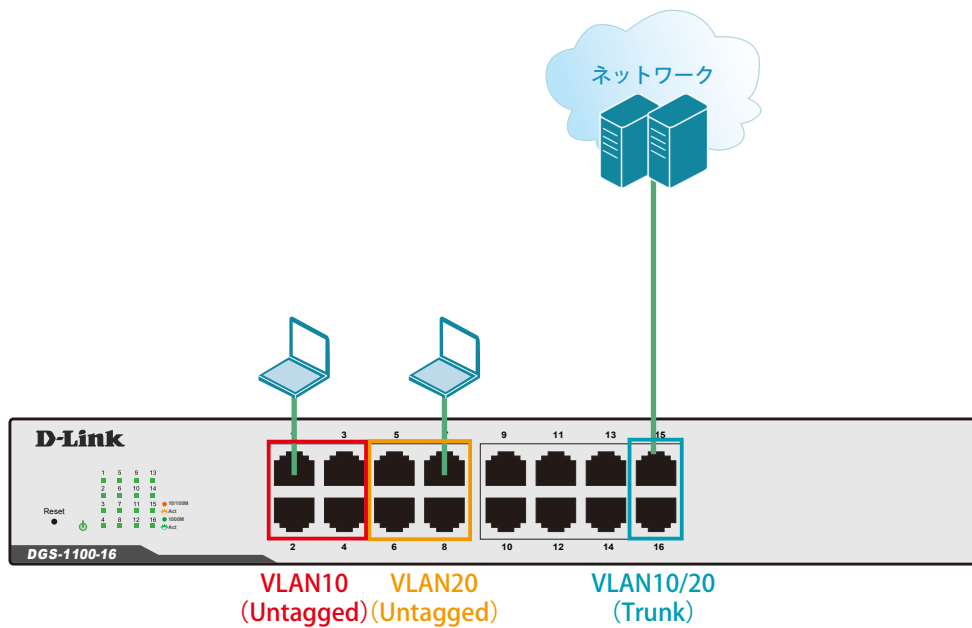 ネットワーク
D-Link
1 3 5 7 9 11 13 15
1 5 9 13
2 6 10 14
3 7 11 15 10/100M
Act
4 8 12 16 1000M
Act
Reset
2 4 6 8 10 12 14 16
DGS-1100-16
VLAN10 VLAN20 VLAN10/20
(Untagged) (Untagged) (Trunk)